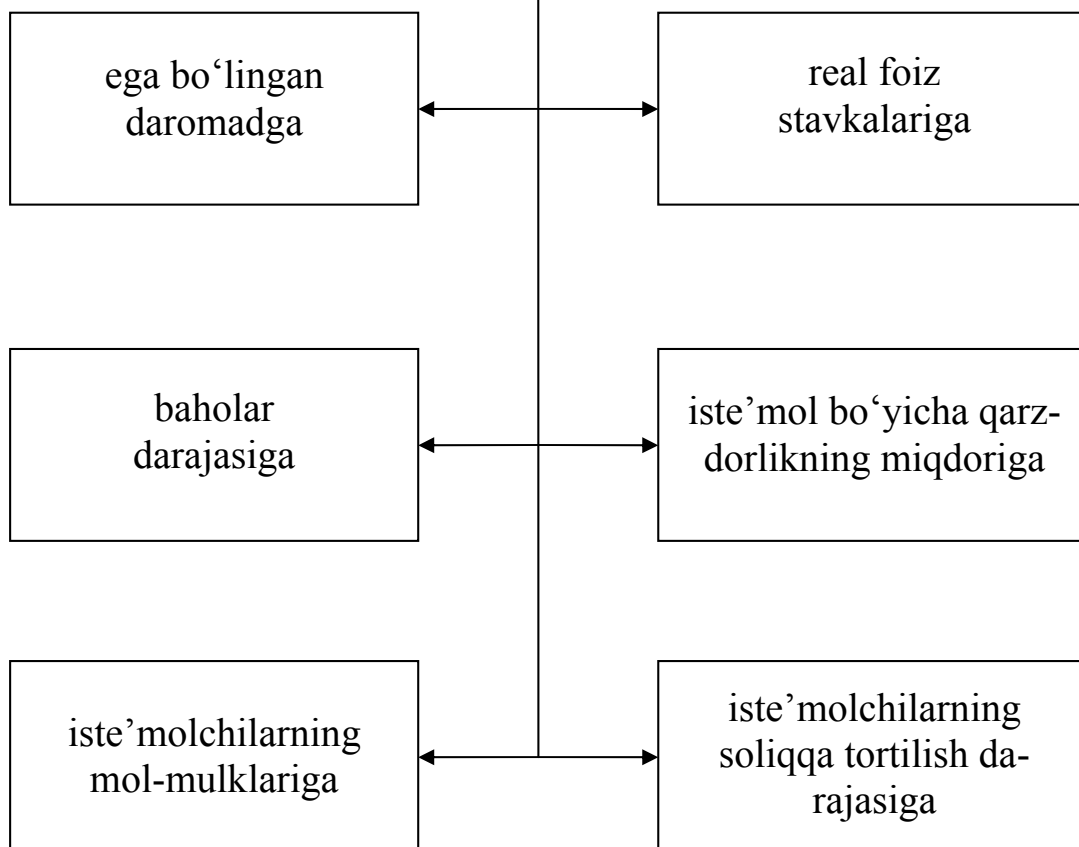 ega bo‘lingan
daromadga
real foiz
stavkalariga
baholar
darajasiga
iste’mol bo‘yicha qarz-
dorlikning miqdoriga
iste’molchilarning
mol-mulklariga
iste’molchilarning
soliqqa tortilish da-
rajasiga